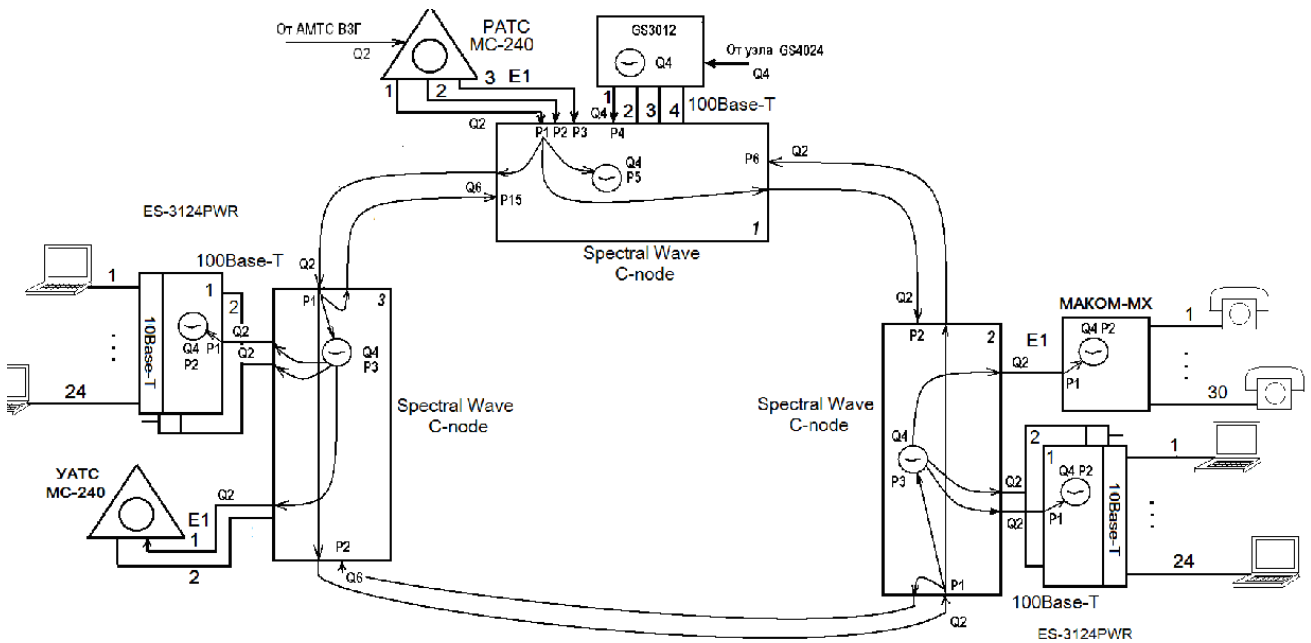 От АМТС ВЗГ
Q2
РАТС
МС-240
1
2
3
E1
Q2
GS3012
Q4
От узла GS4024
Q4
1
2
3
4
100Base-T
Q4
P1
P2
P3
P4
Q4
P5
P6
Q2
P15
Q6
1
Spectral Wave
C-node
ES-3124PWR
100Base-T
1
...
24
10Base-T
1
2
Q4
P2
P1
Q2
Q2
Q2
P1
3
Q4
P3
Spectral Wave
C-node
P2
Q6
УАТС
МС-240
Q2
E1
1
2
Q2
P2
2
Spectral Wave
C-node
Q4
P3
P1
Q2
Q2
E1
MAKOM-MX
Q4 P2
P1
1
...
30
Q2
Q2
2
1
Q4 P2
P1
10Base-T
1
...
24
100Base-T
ES-3124PWR